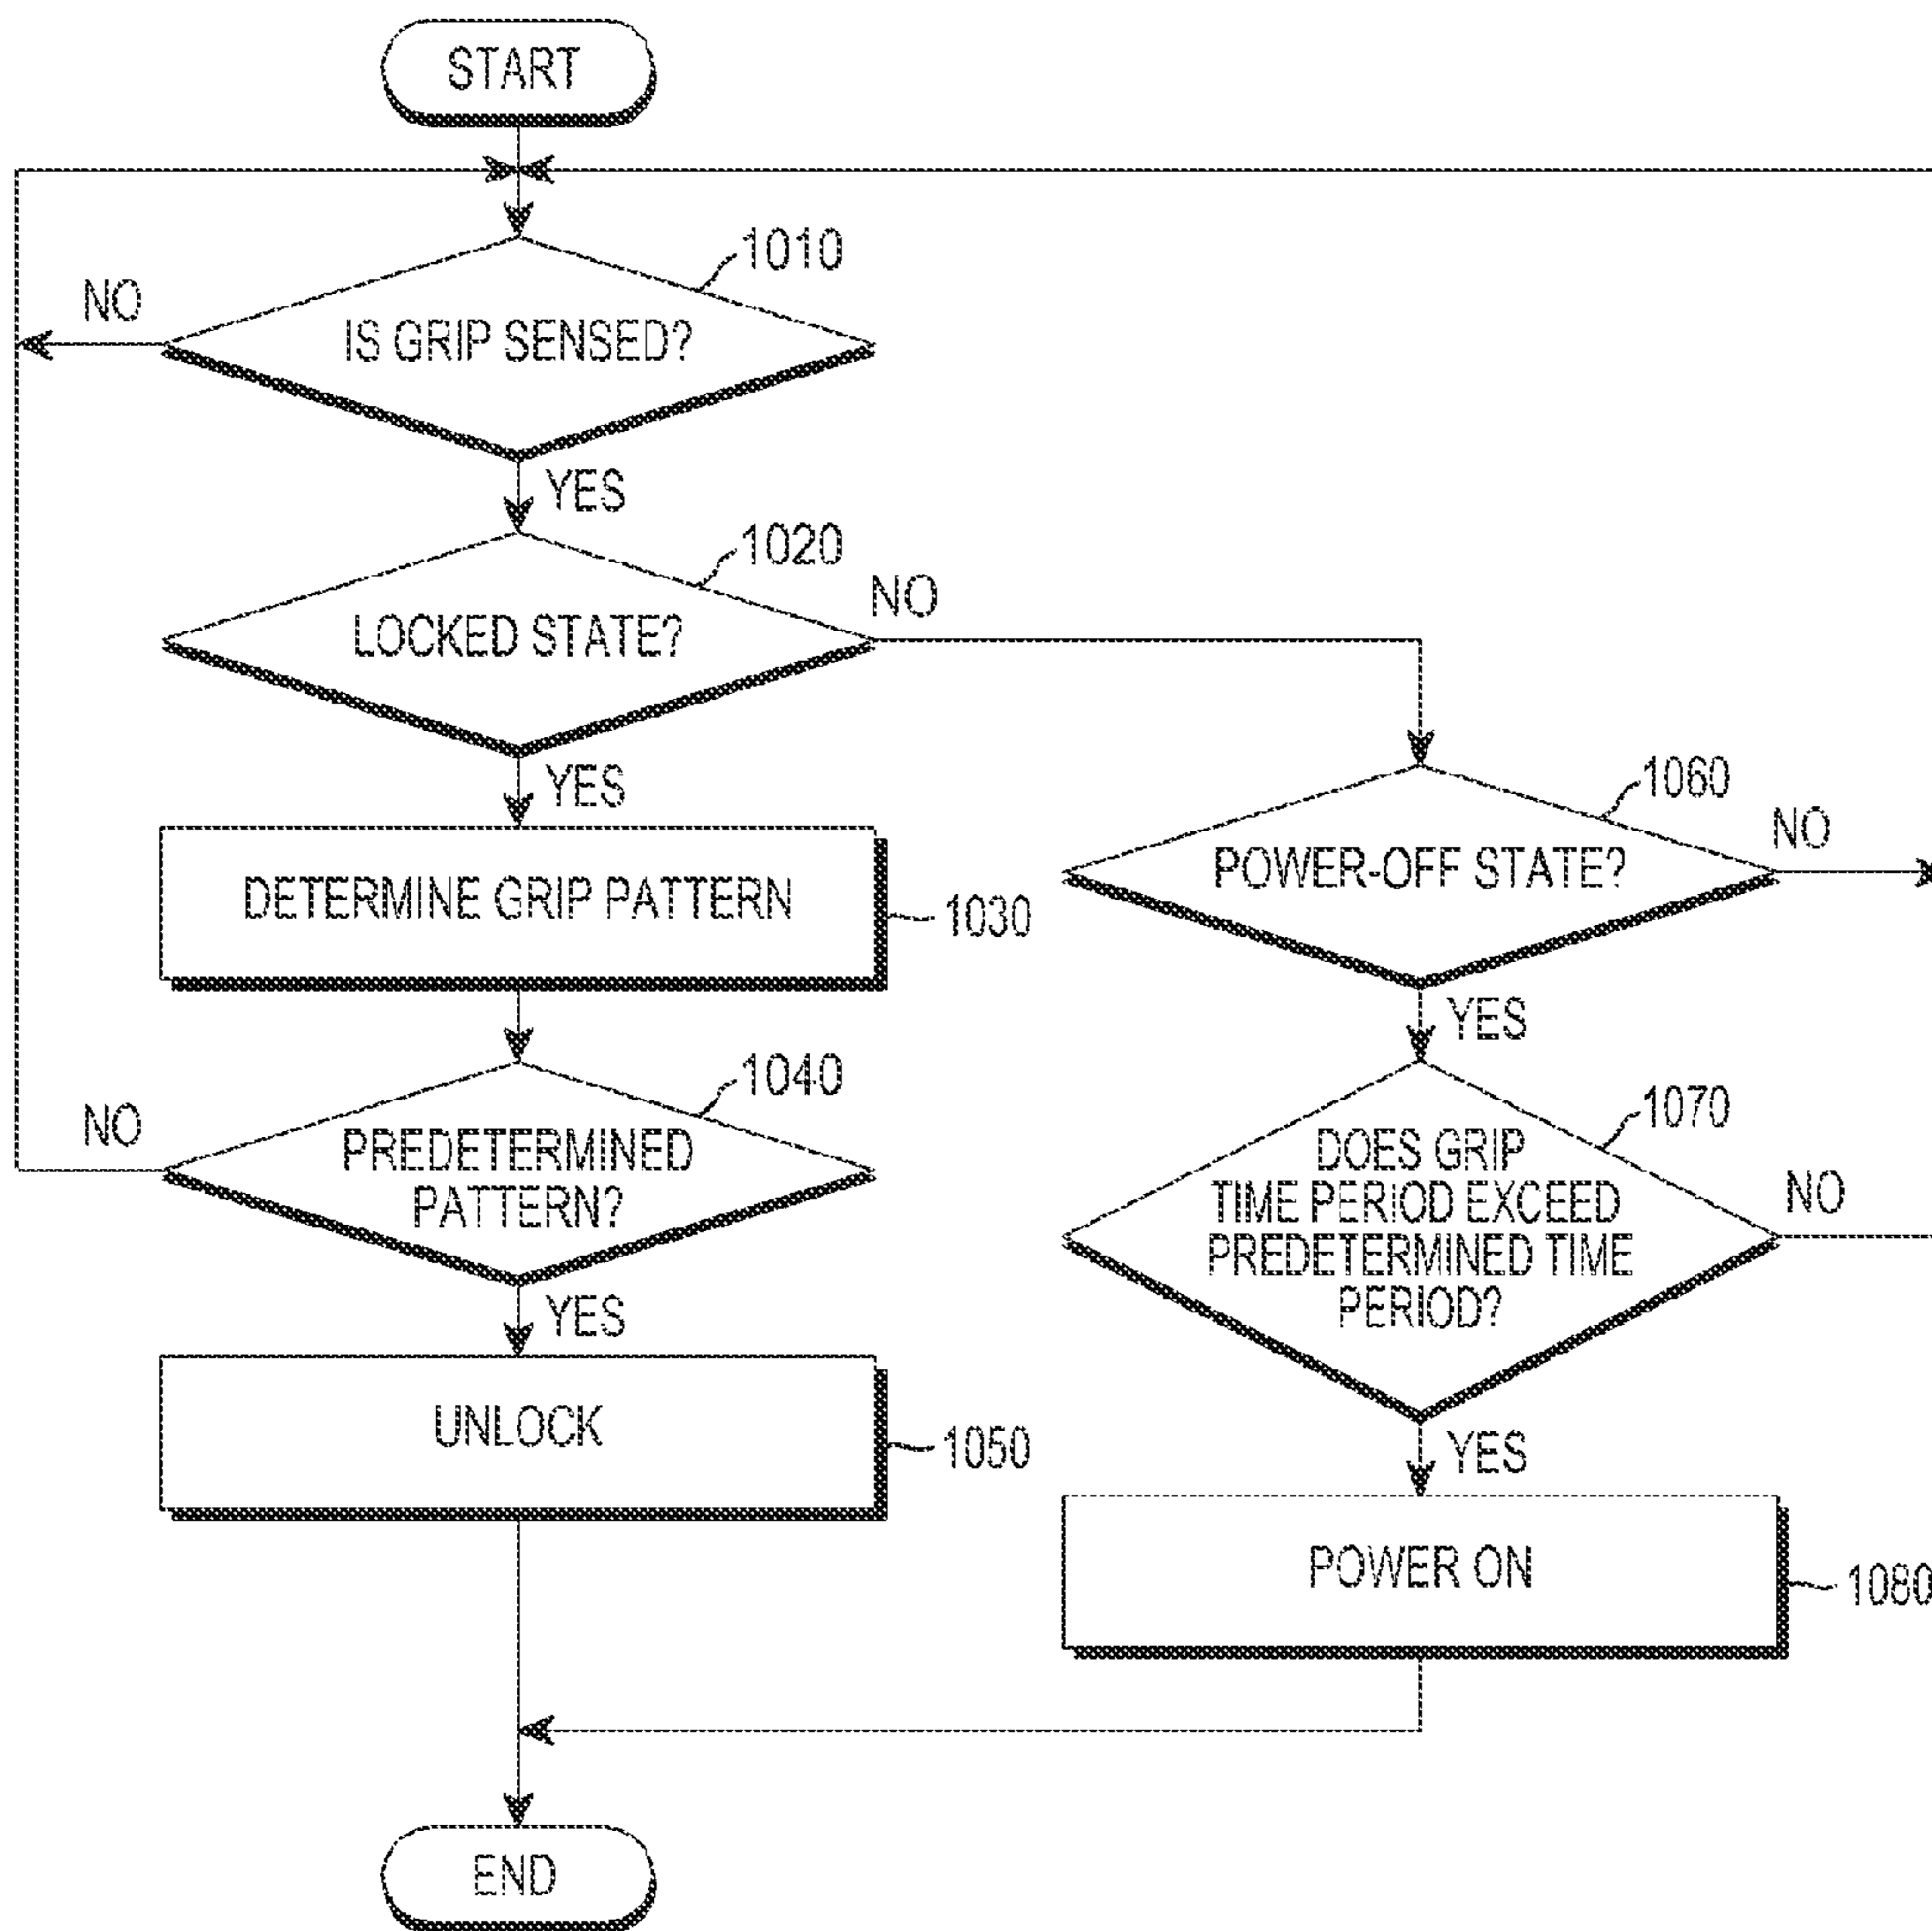 START
1010
NO
IS GRIP SENSED?
YES
1020
NO
LOCKED STATE?
YES
1060
NO
POWER-OFF STATE?
DETERMINE GRIP PATTERN
1030
YES
1040
NO
PREDETERMINED
PATTERN?
1070
DOES GRIP
TIME PERIOD EXCEED
PREDETERMINED TIME
PERIOD?
NO
YES
UNLOCK
1050
YES
POWER ON
1080
END